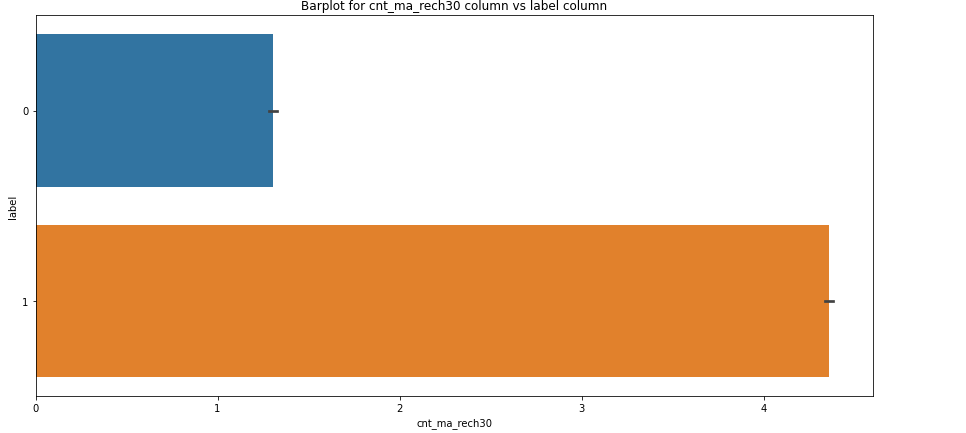 Barplot for cnt_ma_rech30 column vs label column
0
label
1
0 1 2 3 4
cnt_ma_rech30